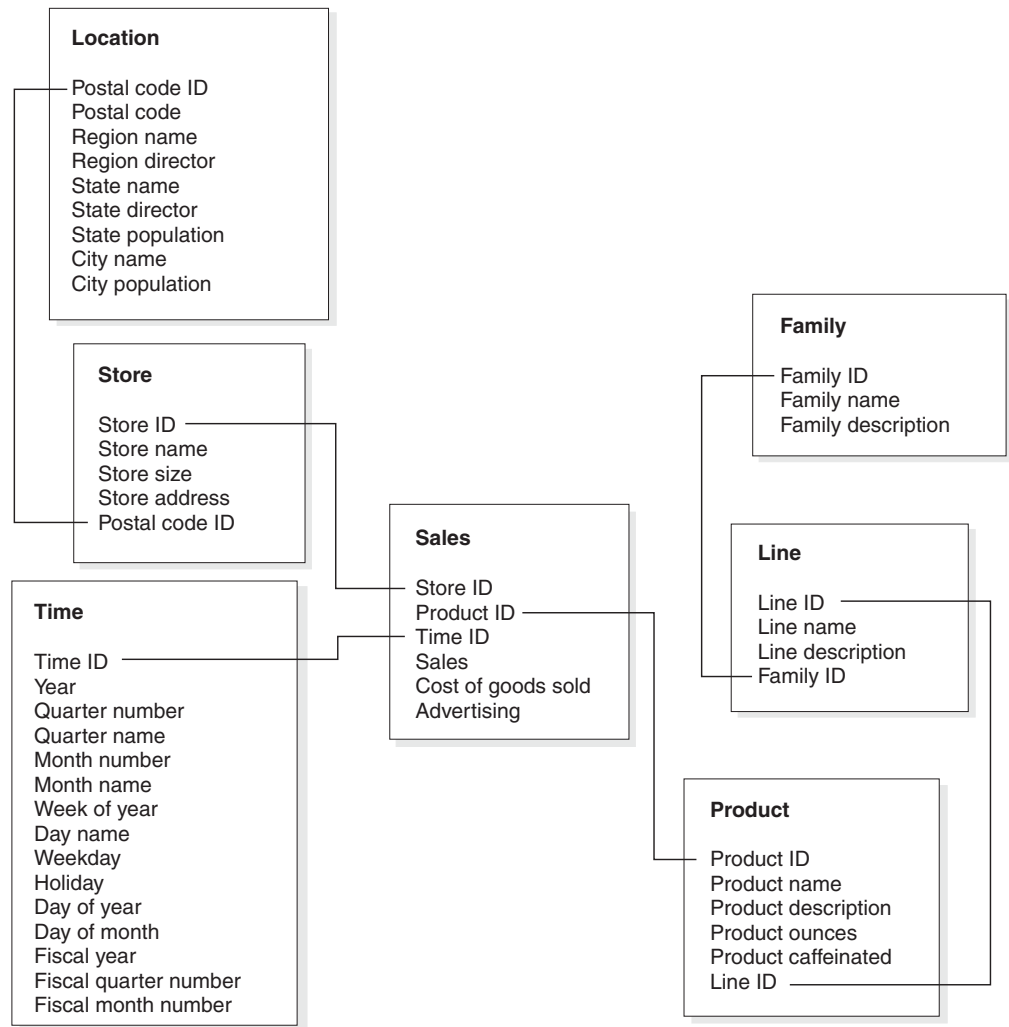 Location
Postal code ID
Postal code
Region name
Region director
State name
State director
State population
City name
City population
Store
Store ID
Store name
Store size
Store address
Postal code ID
Time
Time ID
Year
Quarter number
Quarter name
Month number
Month name
Week of year
Day name
Weekday
Holiday
Day of year
Day of month
Fiscal year
Fiscal quarter number
Fiscal month number
Sales
Store ID
Product ID
Time ID
Sales
Cost of goods sold
Advertising
Family
Family ID
Family name
Family description
Line
Line ID
Line name
Line description
Family ID
Product
Product ID
Product name
Product description
Product ounces
Product caffeinated
Line ID